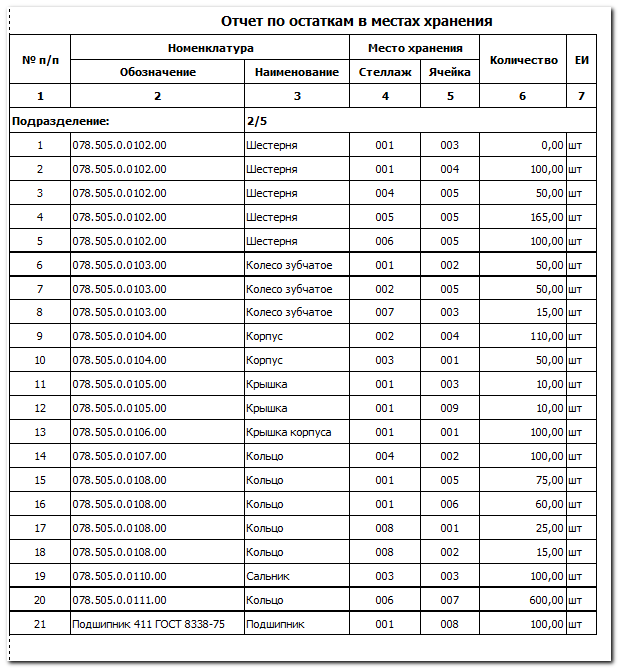 Отчет по остаткам в местах хранения
№ п/п Номенклатура Место хранения Количество ЕИ
Обозначение Наименование Стеллаж Ячейка
1 2 3 4 5 6 7
Подразделение: 2/5
1 078.505.0.0102.00 Шестерня 001 003 0,00 шт
2 078.505.0.0102.00 Шестерня 001 004 100,00 шт
3 078.505.0.0102.00 Шестерня 004 005 50,00 шт
4 078.505.0.0102.00 Шестерня 005 005 165,00 шт
5 078.505.0.0102.00 Шестерня 006 005 100,00 шт
6 078.505.0.0103.00 Колесо зубчатое 001 002 50,00 шт
7 078.505.0.0103.00 Колесо зубчатое 002 005 50,00 шт
8 078.505.0.0103.00 Колесо зубчатое 007 003 15,00 шт
9 078.505.0.0104.00 Корпус 002 004 110,00 шт
10 078.505.0.0104.00 Корпус 003 001 50,00 шт
11 078.505.0.0105.00 Крышка 001 003 10,00 шт
12 078.505.0.0105.00 Крышка 001 009 10,00 шт
13 078.505.0.0106.00 Крышка корпуса 001 001 100,00 шт
14 078.505.0.0107.00 Кольцо 004 002 100,00 шт
15 078.505.0.0108.00 Кольцо 001 005 75,00 шт
16 078.505.0.0108.00 Кольцо 001 006 60,00 шт
17 078.505.0.0108.00 Кольцо 008 001 25,00 шт
18 078.505.0.0108.00 Кольцо 008 002 15,00 шт
19 078.505.0.0110.00 Сальник 003 003 100,00 шт
20 078.505.0.0111.00 Кольцо 006 007 600,00 шт
21 Подшипник 411 ГОСТ 8338-75 Подшипник 001 008 100,00 шт